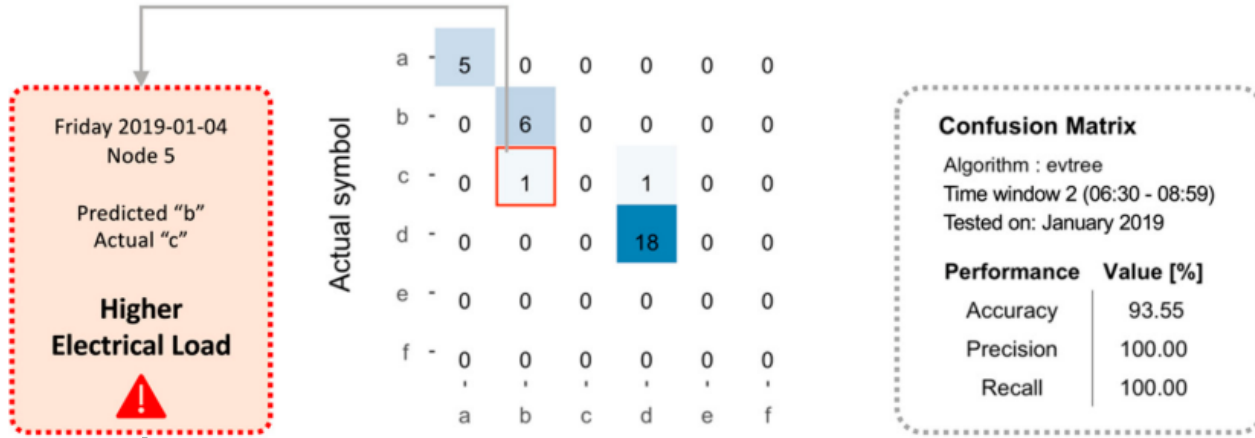 Friday 2019-01-04
Node 5
Predicted “b”
Actual “c”
Higher
Electrical Load
Actual symbol
a - 5 0 0 0 0 0
b - 0 6 0 0 0 0
c - 0 1 0 1 0 0
d - 0 0 0 18 0 0
e - 0 0 0 0 0 0
f - 0 0 0 0 0 0
a b c d e f
Confusion Matrix
Algorithm : evtree
Time window 2 (06:30 - 08:59)
Tested on: January 2019
Performance Value [%]
Accuracy 93.55
Precision 100.00
Recall 100.00